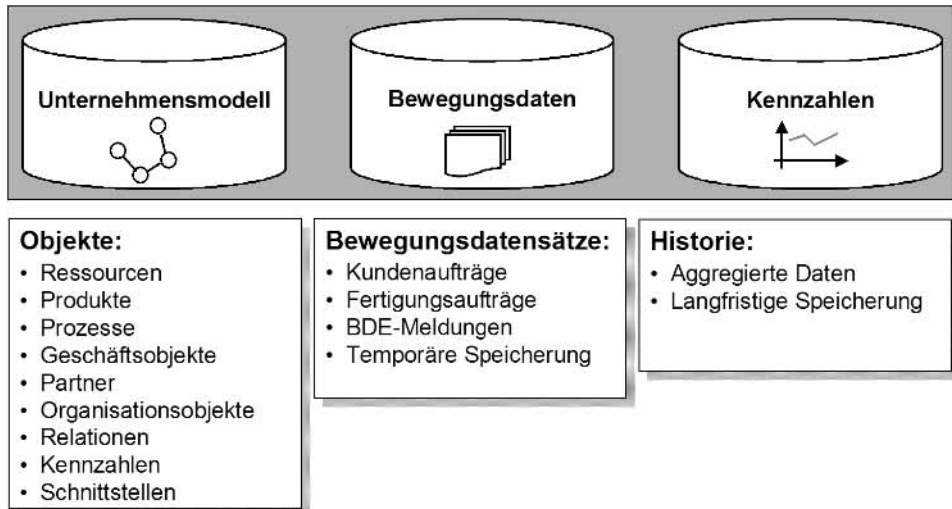 Unternehmensmodell
Bewegungsdaten
Kennzahlen
Objekte:
• Ressourcen
• Produkte
• Prozesse
• Geschäftsobjekte
• Partner
• Organisationsobjekte
• Relationen
• Kennzahlen
• Schnittstellen
Bewegungsdatensätze:
• Kundenaufträge
• Fertigungsaufträge
• BDE-Meldungen
• Temporäre Speicherung
Historie:
• Aggregierte Daten
• Langfristige Speicherung